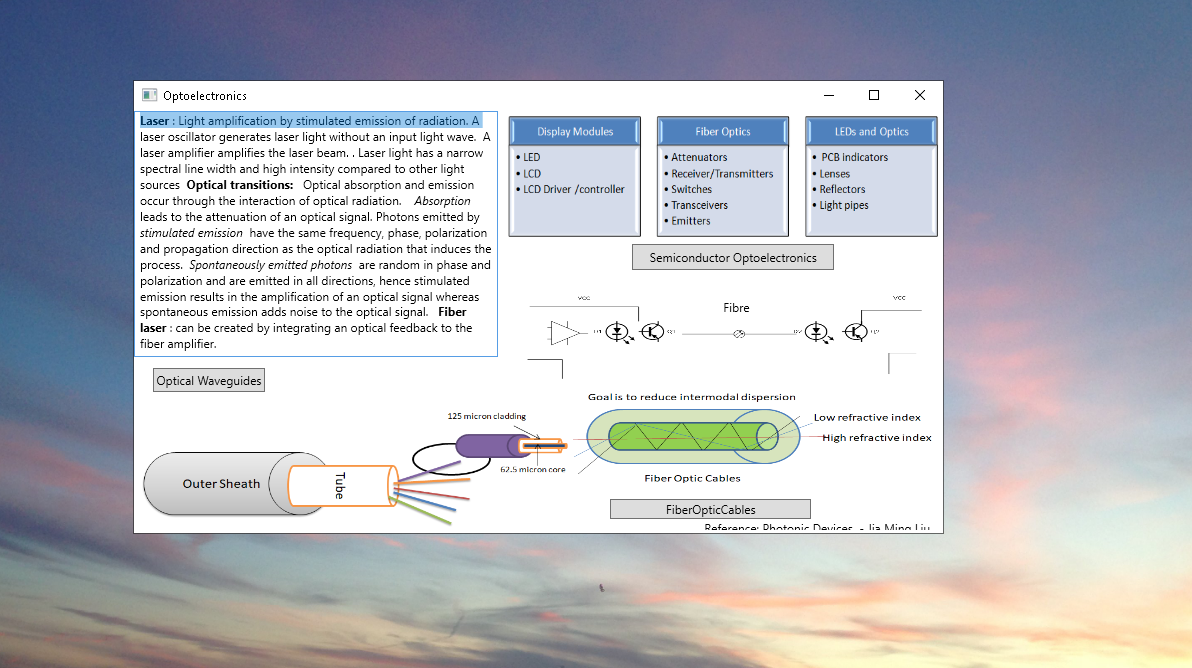 Optoelectronics
Laser : Light amplification by stimulated emission of radiation. A
laser oscillator generates laser light without an input light wave. A
laser amplifier amplifies the laser beam. . Laser light has a narrow
spectral line width and high intensity compared to other light
sources Optical transitions: Optical absorption and emission
occur through the interaction of optical radiation. Absorption
leads to the attenuation of an optical signal. Photons emitted by
stimulated emission have the same frequency, phase, polarization
and propagation direction as the optical radiation that induces the
process. Spontaneously emitted photons are random in phase and
polarization and are emitted in all directions, hence stimulated
emission results in the amplification of an optical signal whereas
spontaneous emission adds noise to the optical signal. Fiber
laser : can be created by integrating an optical feedback to the
fiber amplifier.
Display Modules
• LED
• LCD
• LCD Driver /controller
Fiber Optics
• Attenuators
• Receiver/Transmitters
• Switches
• Transceivers
• Emitters
LEDs and Optics
• PCB indicators
• Lenses
• Reflectors
• Light pipes
Semiconductor Optoelectronics
VCC
Fibre
VCC
Optical Waveguides
Goal is to reduce intermodal dispersion
125 micron cladding
Low refractive index
High refractive index
62.5 micron core
Fiber Optic Cables
Outer Sheath
Tube
FiberOpticCables
Reference: Photonic Devices - Jia Ming Liu